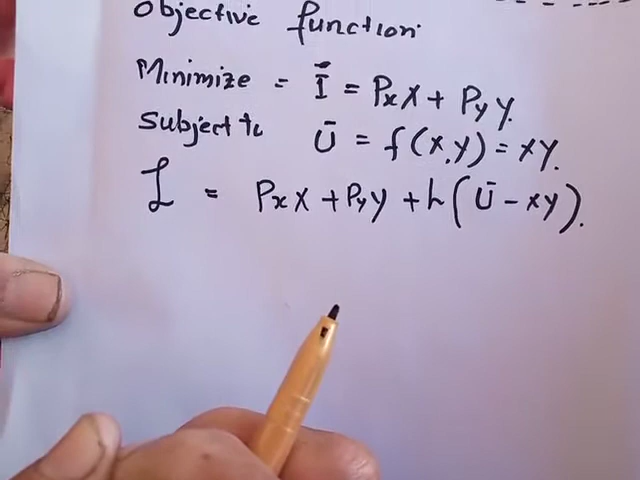 Objective function
Minimize = Ī = PxX + PyY.
Subject to Ū = f(X,Y) = XY.
ℒ = PxX + PyY + h(Ū - XY).